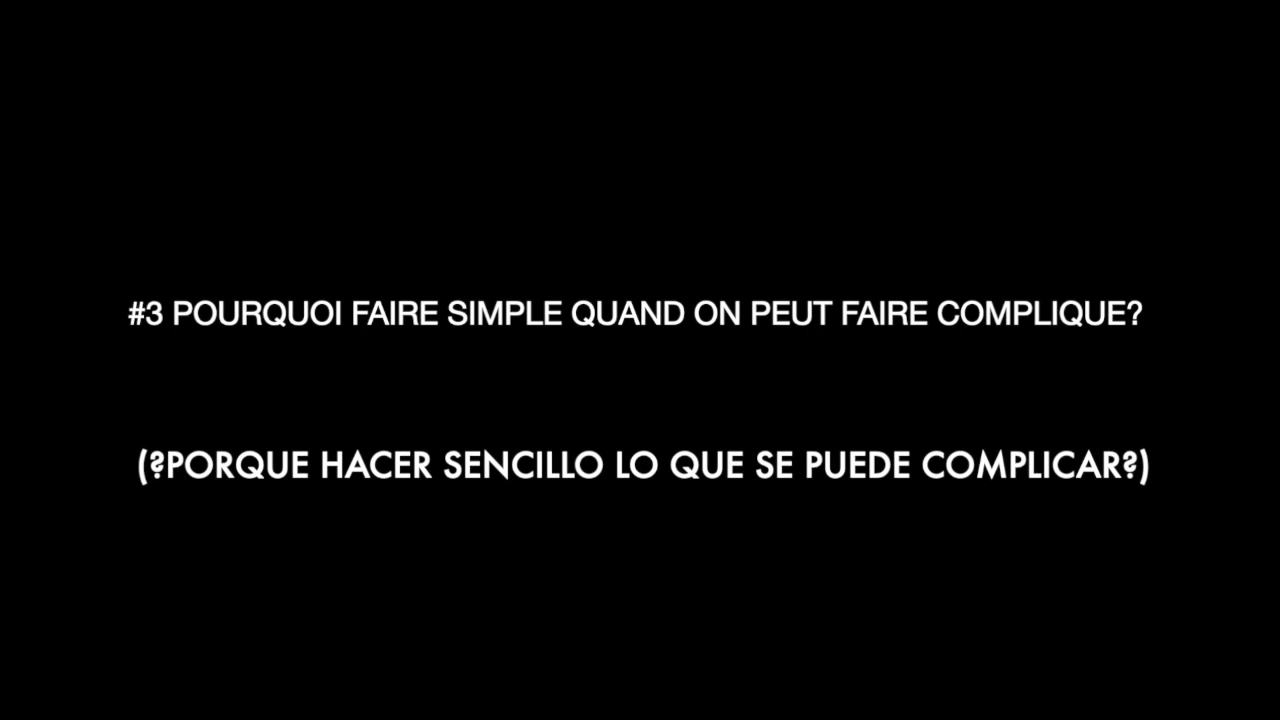 #3 POURQUOI FAIRE SIMPLE QUAND ON PEUT FAIRE COMPLIQUE?
(?PORQUE HACER SENCILLO LO QUE SE PUEDE COMPLICAR?)